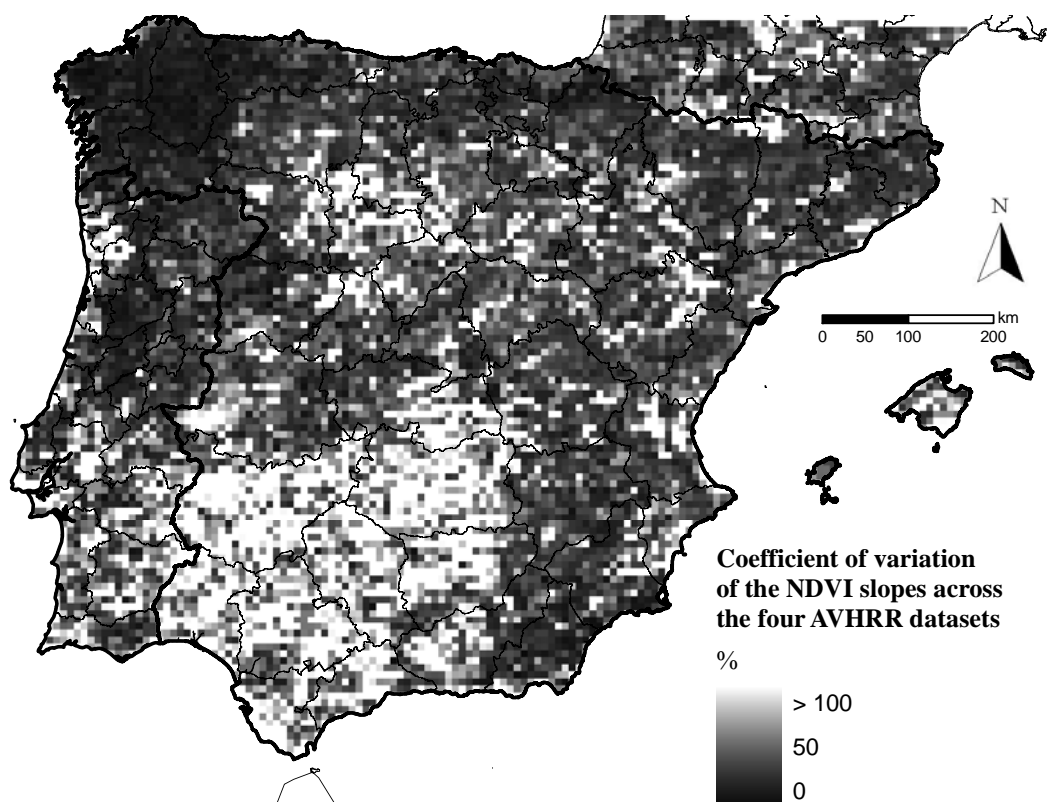 N
km
0 50 100 200
Coefficient of variation
of the NDVI slopes across
the four AVHRR datasets
%
> 100
50
0